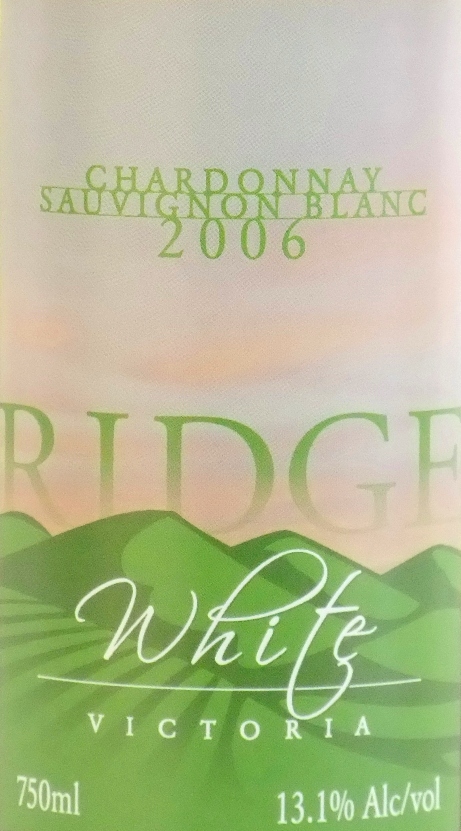 CHARDONNAY
SAUVIGNON BLANC
2006
RIDGE
White
VICTORIA
750ml 13.1% Alc/vol